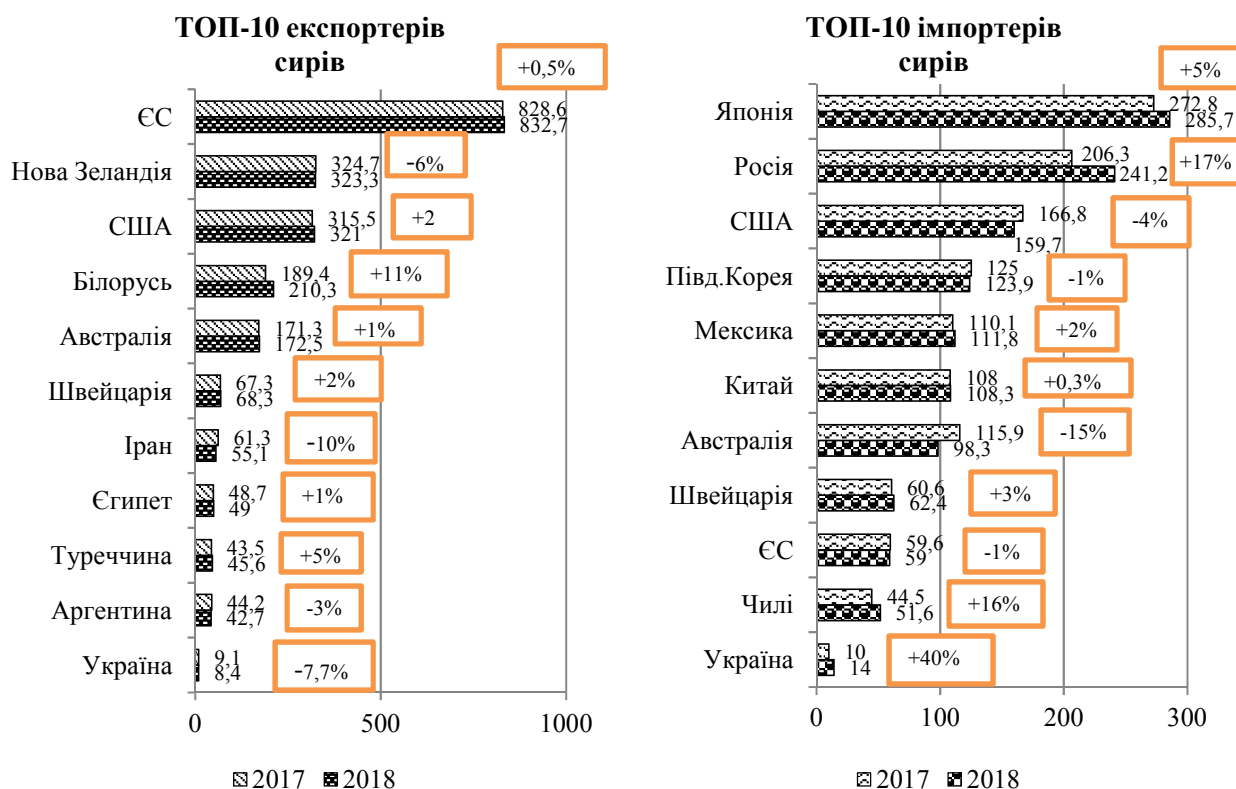 ТОП-10 експортерів
сирів
+0,5%
ЄС
828,6
832,7
Нова Зеландія
324,7
323,3
-6%
США
315,5
321
+2
Білорусь
189,4
210,3
+11%
Австралія
171,3
172,5
+1%
Швейцарія
67,3
68,3
+2%
Іран
61,3
55,1
-10%
Єгипет
48,7
49
+1%
Туреччина
43,5
45,6
+5%
Аргентина
44,2
42,7
-3%
Україна
9,1
8,4
-7,7%
0 500 1000
2017 2018
ТОП-10 імпортерів
сирів
+5%
Японія
272,8
285,7
Росія
206,3
241,2
+17%
США
166,8
159,7
-4%
Півд.Корея
125
123,9
-1%
Мексика
110,1
111,8
+2%
Китай
108
108,3
+0,3%
Австралія
115,9
98,3
-15%
Швейцарія
60,6
62,4
+3%
ЄС
59,6
59
-1%
Чилі
44,5
51,6
+16%
Україна
10
14
+40%
0 100 200 300
2017 2018